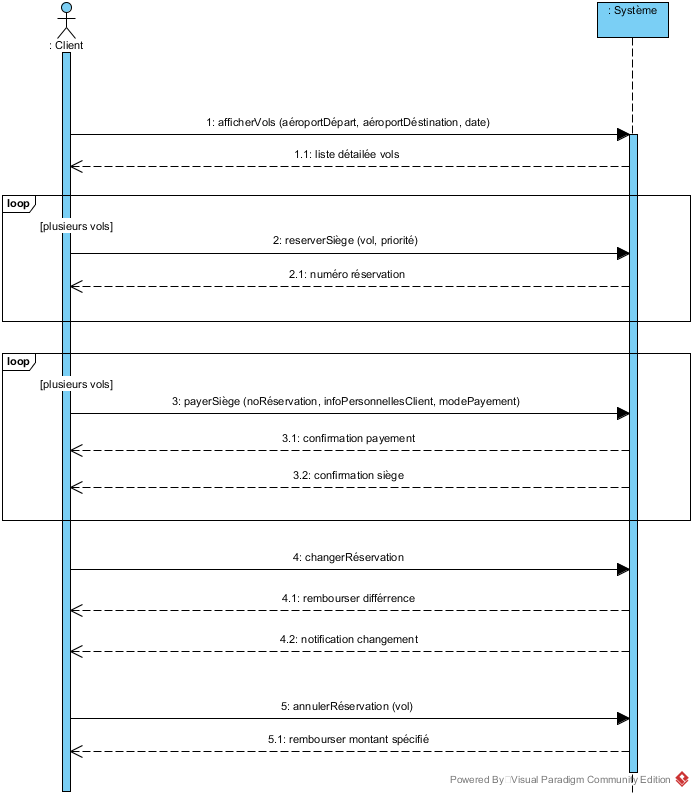 : Client
: Système
1: afficherVols (aéroportDépart, aéroportDéstination, date)
1.1: liste détailée vols
loop
[plusieurs vols]
2: reserverSiège (vol, priorité)
2.1: numéro réservation
loop
[plusieurs vols]
3: payerSiège (noRéservation, infoPersonnellesClient, modePayement)
3.1: confirmation payement
3.2: confirmation siège
4: changerRéservation
4.1: rembourser différrence
4.2: notification changement
5: annulerRéservation (vol)
5.1: rembourser montant spécifié
Powered By Visual Paradigm Community Edition